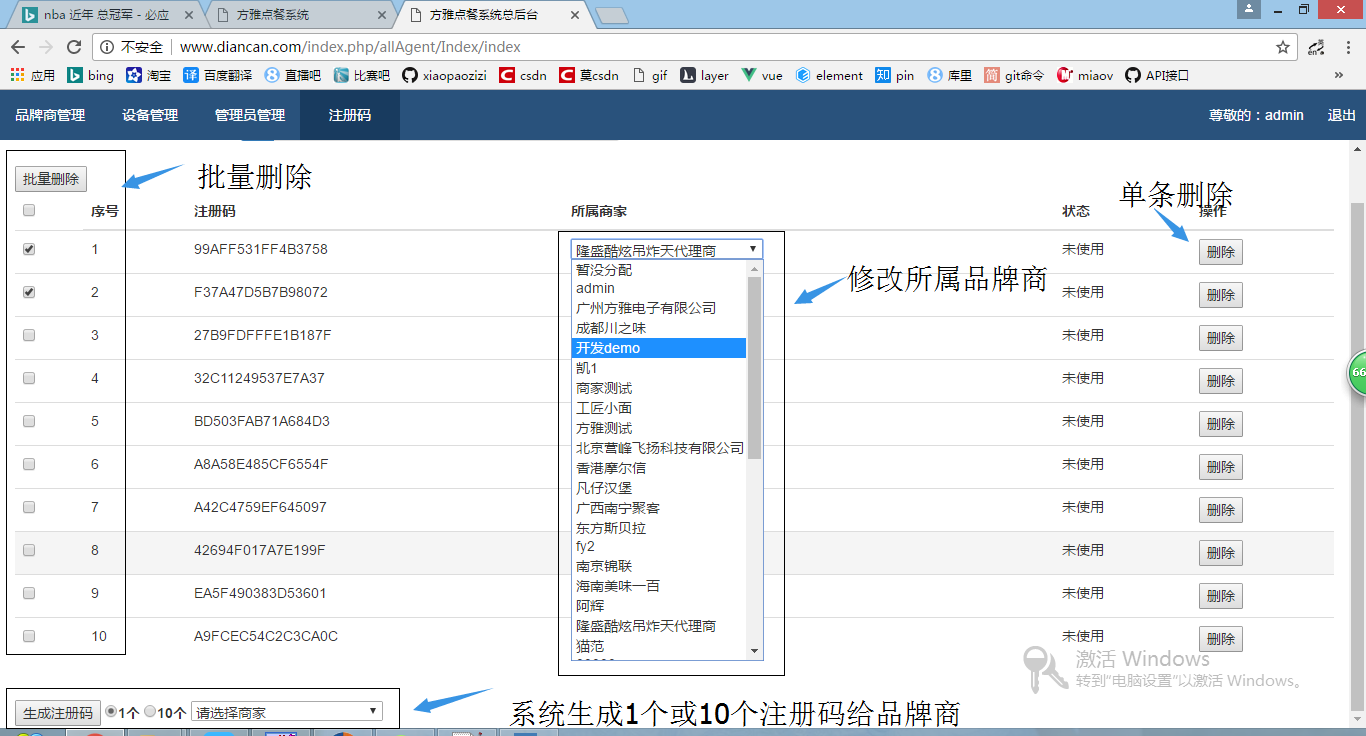 nba 近年 总冠军 - 必应
方雅点餐系统
方雅点餐系统总后台
不安全 www.diancan.com/index.php/allAgent/Index/index
应用 bing 淘宝 百度翻译 直播吧 比赛吧 xiaopaozizi csdn 莫csdn gif layer vue element pin 库里 git命令 miaov API接口 »
品牌商管理 设备管理 管理员管理 注册码 尊敬的：admin 退出
批量删除 批量删除
单条删除
序号 注册码 所属商家 状态 操作
1 99AFF531FF4B3758 隆盛酷炫吊炸天代理商 未使用 删除
2 F37A47D5B7B98072 未使用 删除
3 27B9FDFFFE1B187F 未使用 删除
4 32C11249537E7A37 未使用 删除
5 BD503FAB71A684D3 未使用 删除
6 A8A58E485CF6554F 未使用 删除
7 A42C4759EF645097 未使用 删除
8 42694F017A7E199F 未使用 删除
9 EA5F490383D53601 未使用 删除
10 A9FCEC54C2C3CA0C 未使用 删除
暂没分配
admin
广州方雅电子有限公司
成都川之味
开发demo
凯1
商家测试
工匠小面
方雅测试
北京营峰飞扬科技有限公司
香港摩尔信
凡仔汉堡
广西南宁聚客
东方斯贝拉
fy2
南京锦联
海南美味一百
阿辉
隆盛酷炫吊炸天代理商
猫范
修改所属品牌商
66
激活 Windows
转到“电脑设置”以激活 Windows。
生成注册码 1个 10个 请选择商家
系统生成1个或10个注册码给品牌商